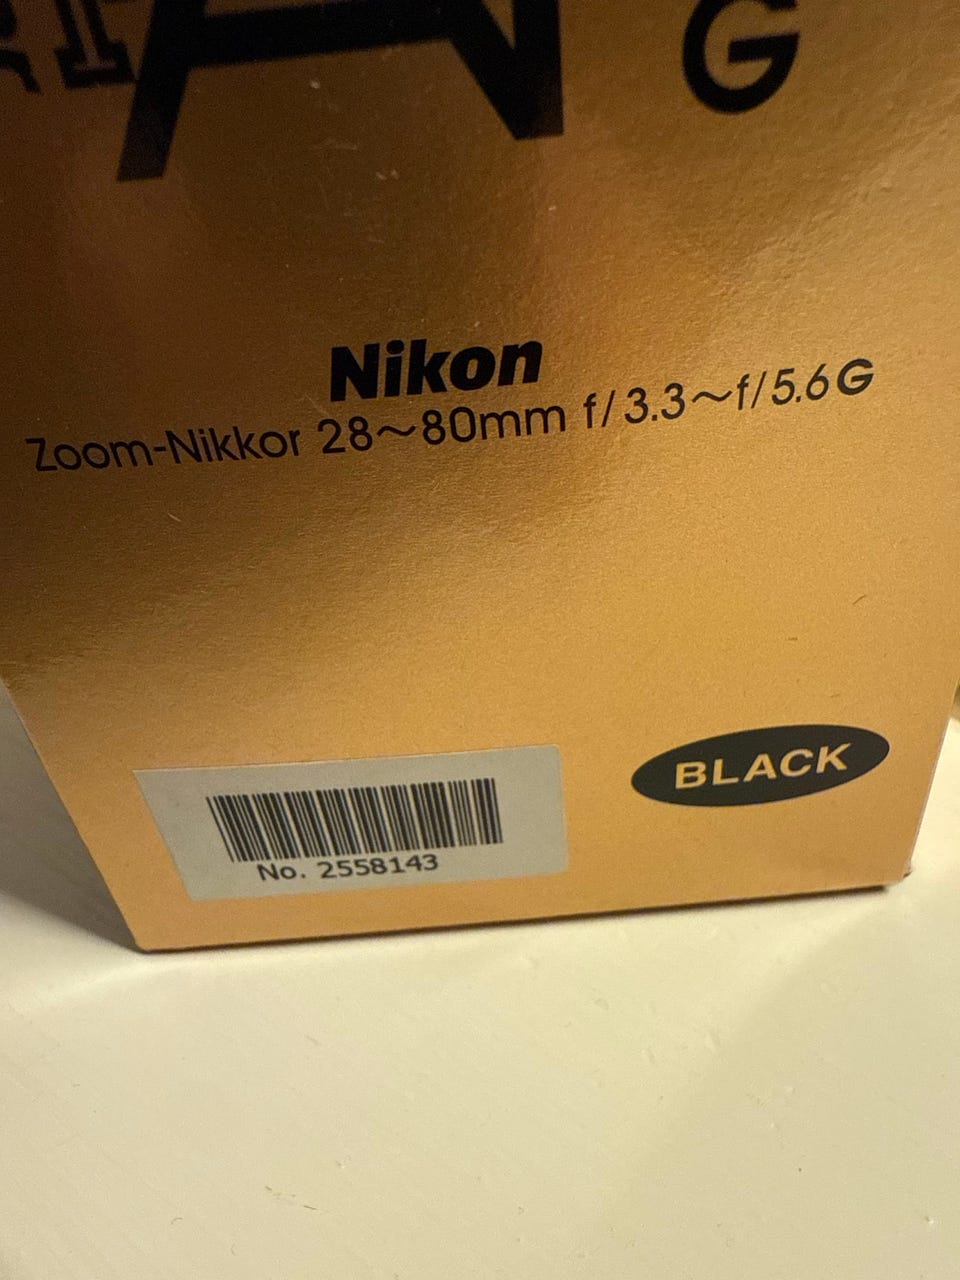 G
Nikon
Zoom-Nikkor 28~80mm f/3.3~f/5.6G
BLACK
No. 2558143